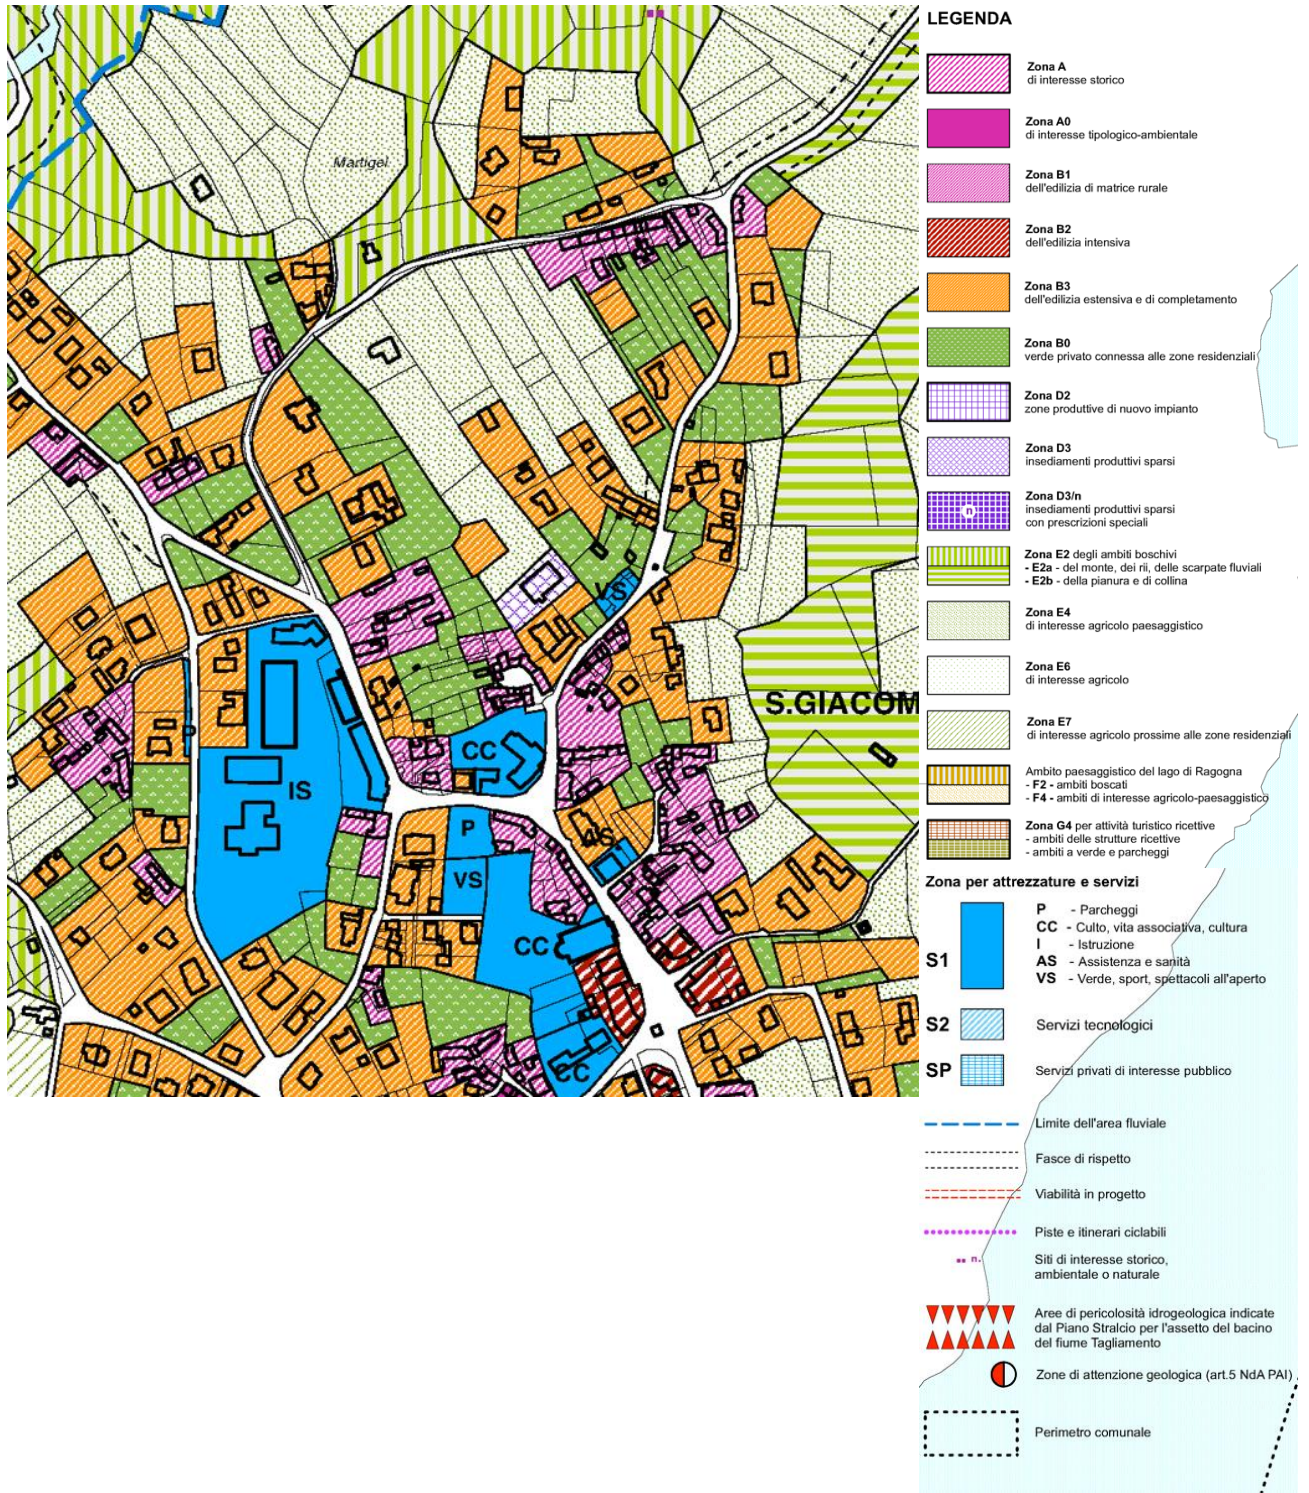 Martigel
VS
S.GIACOM
P
CC
IS
P
AS
VS
CC
CC
LEGENDA
Zona A
di interesse storico
Zona A0
di interesse tipologico-ambientale
Zona B1
dell'edilizia di matrice rurale
Zona B2
dell'edilizia intensiva
Zona B3
dell'edilizia estensiva e di completamento
Zona B0
verde privato connessa alle zone residenziali
Zona D2
zone produttive di nuovo impianto
Zona D3
insediamenti produttivi sparsi
Zona D3/n
n
insediamenti produttivi sparsi
con prescrizioni speciali
Zona E2 degli ambiti boschivi
- E2a - del monte, dei rii, delle scarpate fluviali
- E2b - della pianura e di collina
Zona E4
di interesse agricolo paesaggistico
Zona E6
di interesse agricolo
Zona E7
di interesse agricolo prossime alle zone residenziali
Ambito paesaggistico del lago di Ragogna
- F2 - ambiti boscati
- F4 - ambiti di interesse agricolo-paesaggistico
Zona G4 per attività turistico ricettive
- ambiti delle strutture ricettive
- ambiti a verde e parcheggi
Zona per attrezzature e servizi
S1
P - Parcheggi
CC - Culto, vita associativa, cultura
I - Istruzione
AS - Assistenza e sanità
VS - Verde, sport, spettacoli all'aperto
S2 Servizi tecnologici
SP Servizi privati di interesse pubblico
Limite dell'area fluviale
Fasce di rispetto
Viabilità in progetto
Piste e itinerari ciclabili
n. Siti di interesse storico,
ambientale o naturale
Aree di pericolosità idrogeologica indicate
dal Piano Stralcio per l'assetto del bacino
del fiume Tagliamento
Zone di attenzione geologica (art.5 NdA PAI)
Perimetro comunale